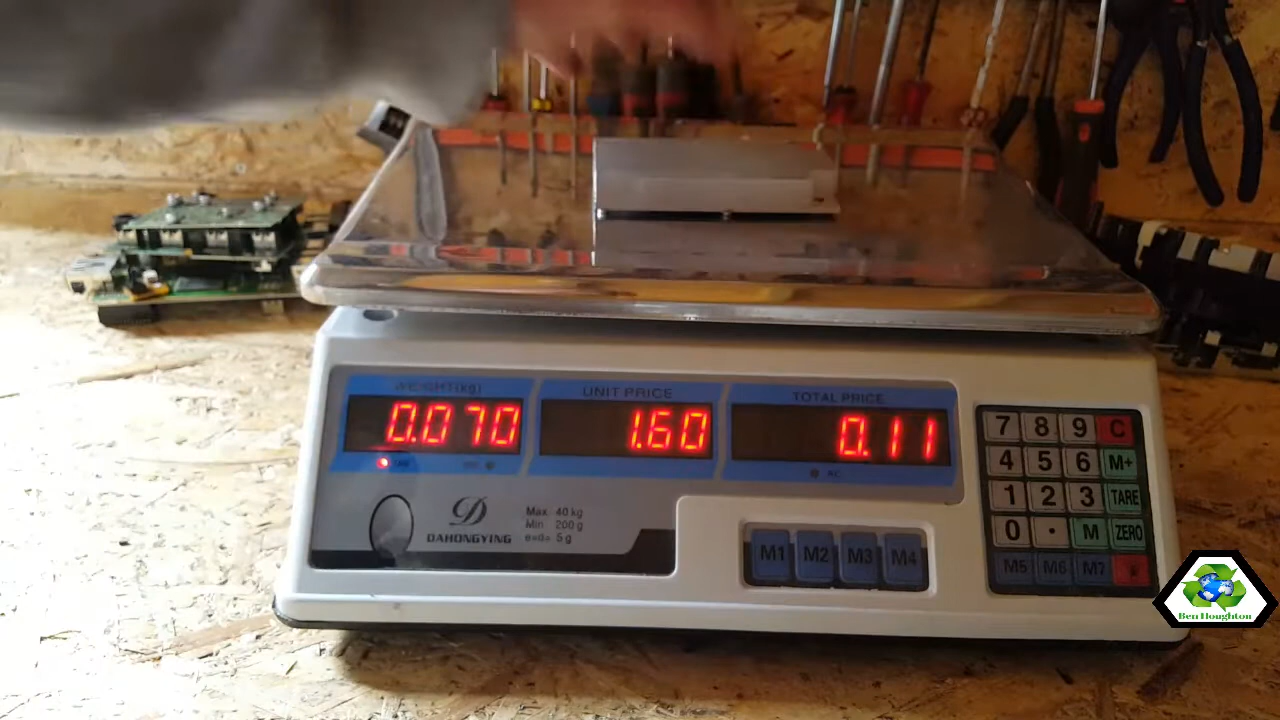 WEIGHT(kg) UNIT PRICE TOTAL PRICE
0.070 1.60 0.11
AC
D
DAHONGYING
Max 40 kg
Min 200 g
e=d= 5 g
M1 M2 M3 M4
7 8 9 C
4 5 6 M+
1 2 3 TARE
0 . M ZERO
M5 M6 M7
Ben Houghton